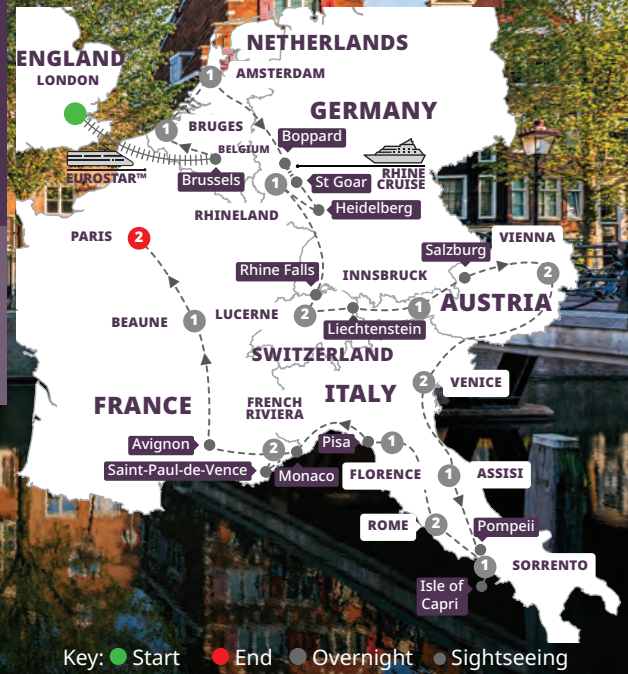 NETHERLANDS
ENGLAND
LONDON
1
AMSTERDAM
GERMANY
1
BRUGES
Boppard
BELGIUM
EUROSTAR™
Brussels
1
St Goar
RHINE
CRUISE
RHINELAND
Heidelberg
PARIS
2
VIENNA
Salzburg
Rhine Falls
INNSBRUCK
2
BEAUNE
1
LUCERNE
2
1
AUSTRIA
Liechtenstein
SWITZERLAND
2
VENICE
FRANCE
FRENCH
RIVIERA
ITALY
Avignon
2
Pisa
1
Saint-Paul-de-Vence
Monaco
FLORENCE
1
ASSISI
ROME
2
Pompeii
1
SORRENTO
Isle of
Capri
Key: Start End Overnight Sightseeing